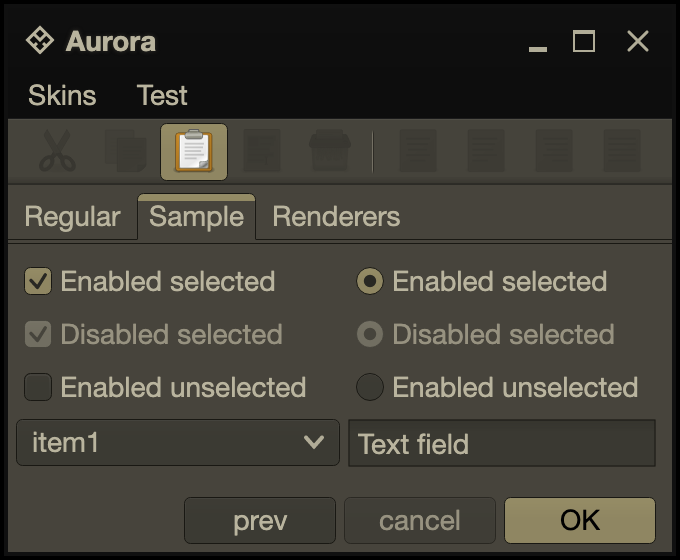 Aurora
Skins Test
Regular Sample Renderers
Enabled selected Enabled selected
Disabled selected Disabled selected
Enabled unselected Enabled unselected
item1 Text field
prev cancel OK